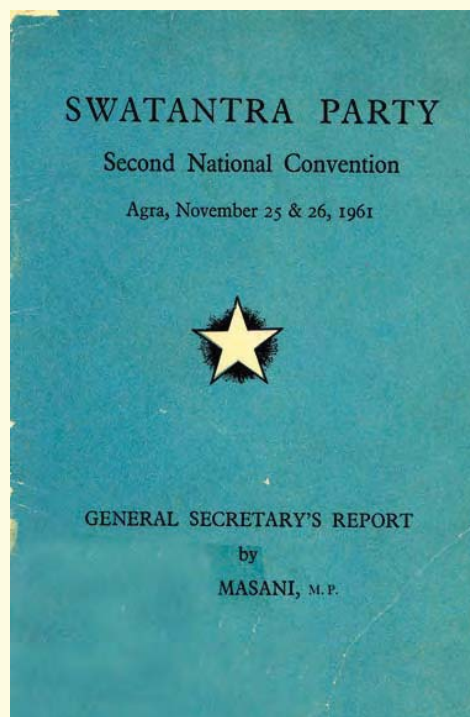 SWATANTRA PARTY
Second National Convention
Agra, November 25 & 26, 1961
GENERAL SECRETARY'S REPORT
by
MASANI, M.P.